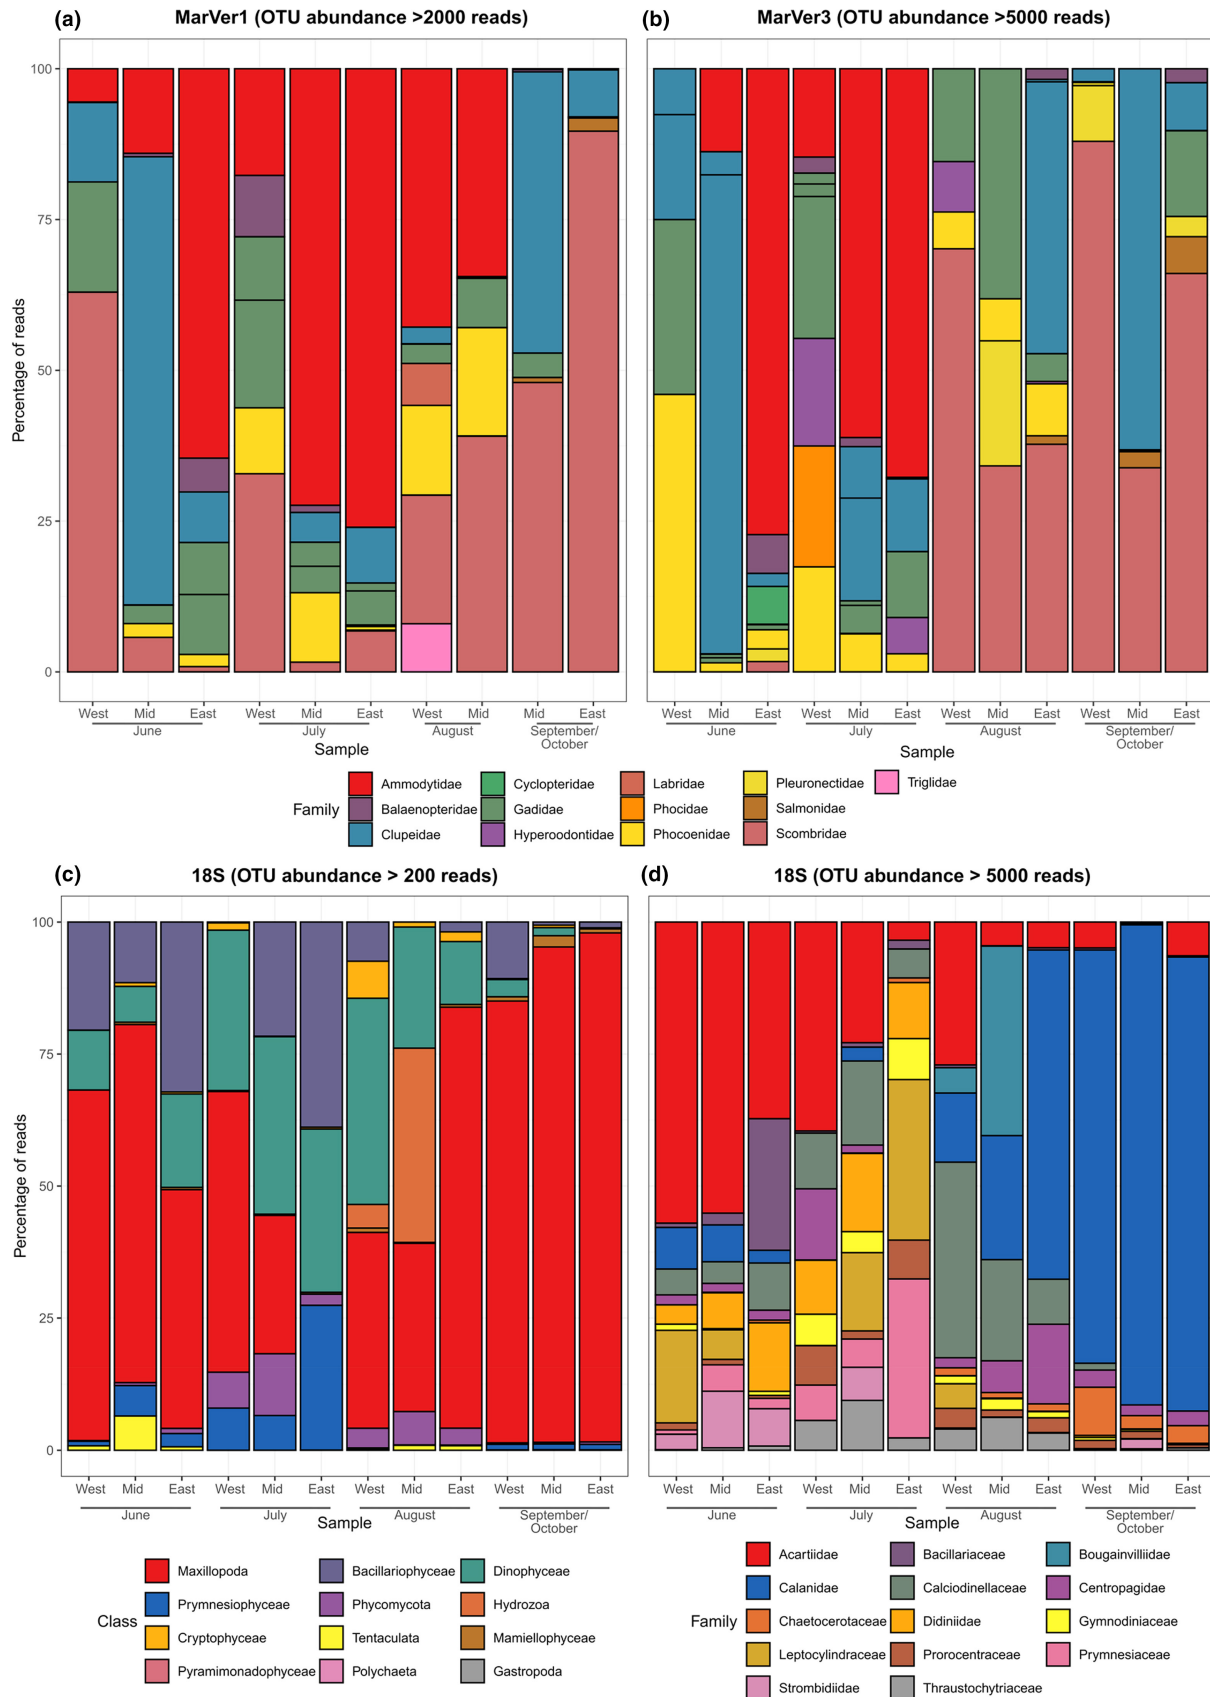 (a) MarVer1 (OTU abundance >2000 reads)
(b) MarVer3 (OTU abundance >5000 reads)
Percentage of reads
100
75
50
25
0
West Mid East West Mid East West Mid Mid East
June July August September/
October
Sample
West Mid East West Mid East West Mid East West Mid East
June July August September/
October
Sample
Family
Ammodytidae Cyclopteridae Labridae Pleuronectidae Triglidae
Balaenopteridae Gadidae Phocidae Salmonidae
Clupeidae Hyperoodontidae Phocoenidae Scombridae
(c) 18S (OTU abundance > 200 reads)
(d) 18S (OTU abundance > 5000 reads)
Percentage of reads
100
75
50
25
0
West Mid East West Mid East West Mid East West Mid East
June July August September/
October
Sample
West Mid East West Mid East West Mid East West Mid East
June July August September/
October
Sample
Class
Maxillopoda Bacillariophyceae Dinophyceae
Prymnesiophyceae Phycomycota Hydrozoa
Cryptophyceae Tentaculata Mamiellophyceae
Pyramimonadophyceae Polychaeta Gastropoda
Family
Acartiidae Bacillariaceae Bougainvilliidae
Calanidae Calciodinellaceae Centropagidae
Chaetocerotaceae Didiniidae Gymnodiniaceae
Leptocylindraceae Prorocentraceae Prymnesiaceae
Strombidiidae Thraustochytriaceae